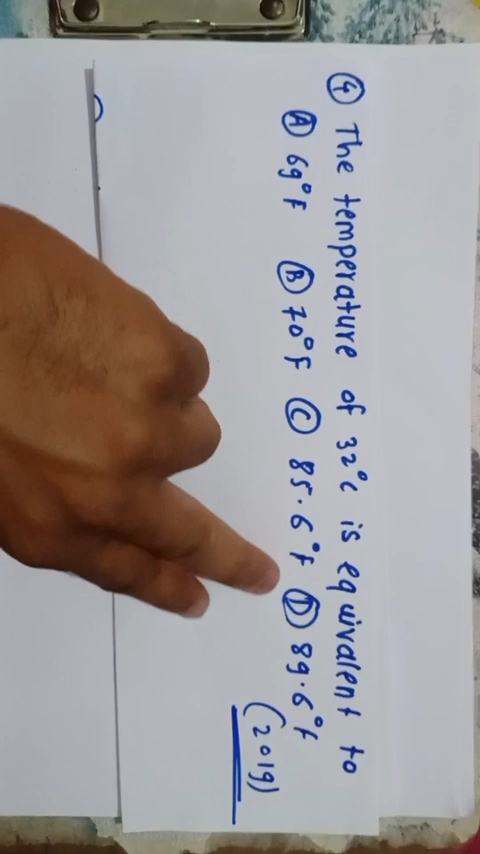 ④ The temperature of 32°C is equivalent to
Ⓐ 69°F Ⓑ 70°F Ⓒ 85.6°F Ⓓ 89.6°F
(2019)